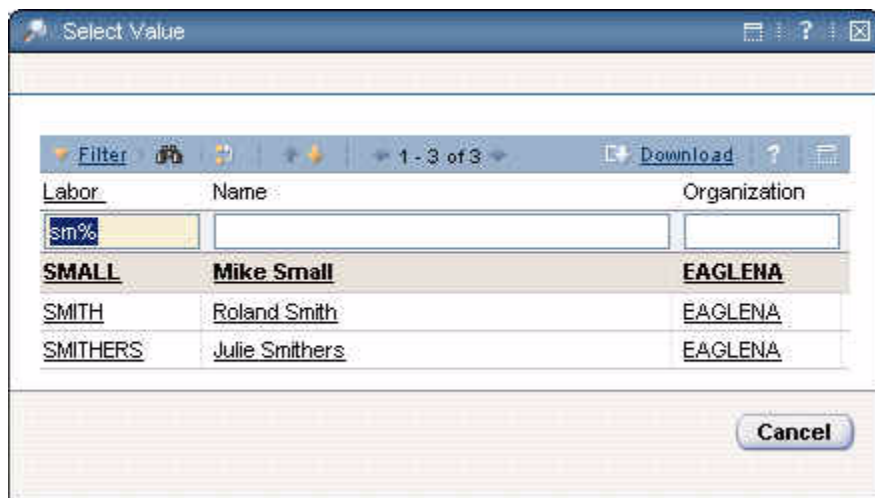 Select Value ?
Filter 1 - 3 of 3 Download ?
Labor Name Organization
sm%
SMALL Mike Small EAGLENA
SMITH Roland Smith EAGLENA
SMITHERS Julie Smithers EAGLENA
Cancel